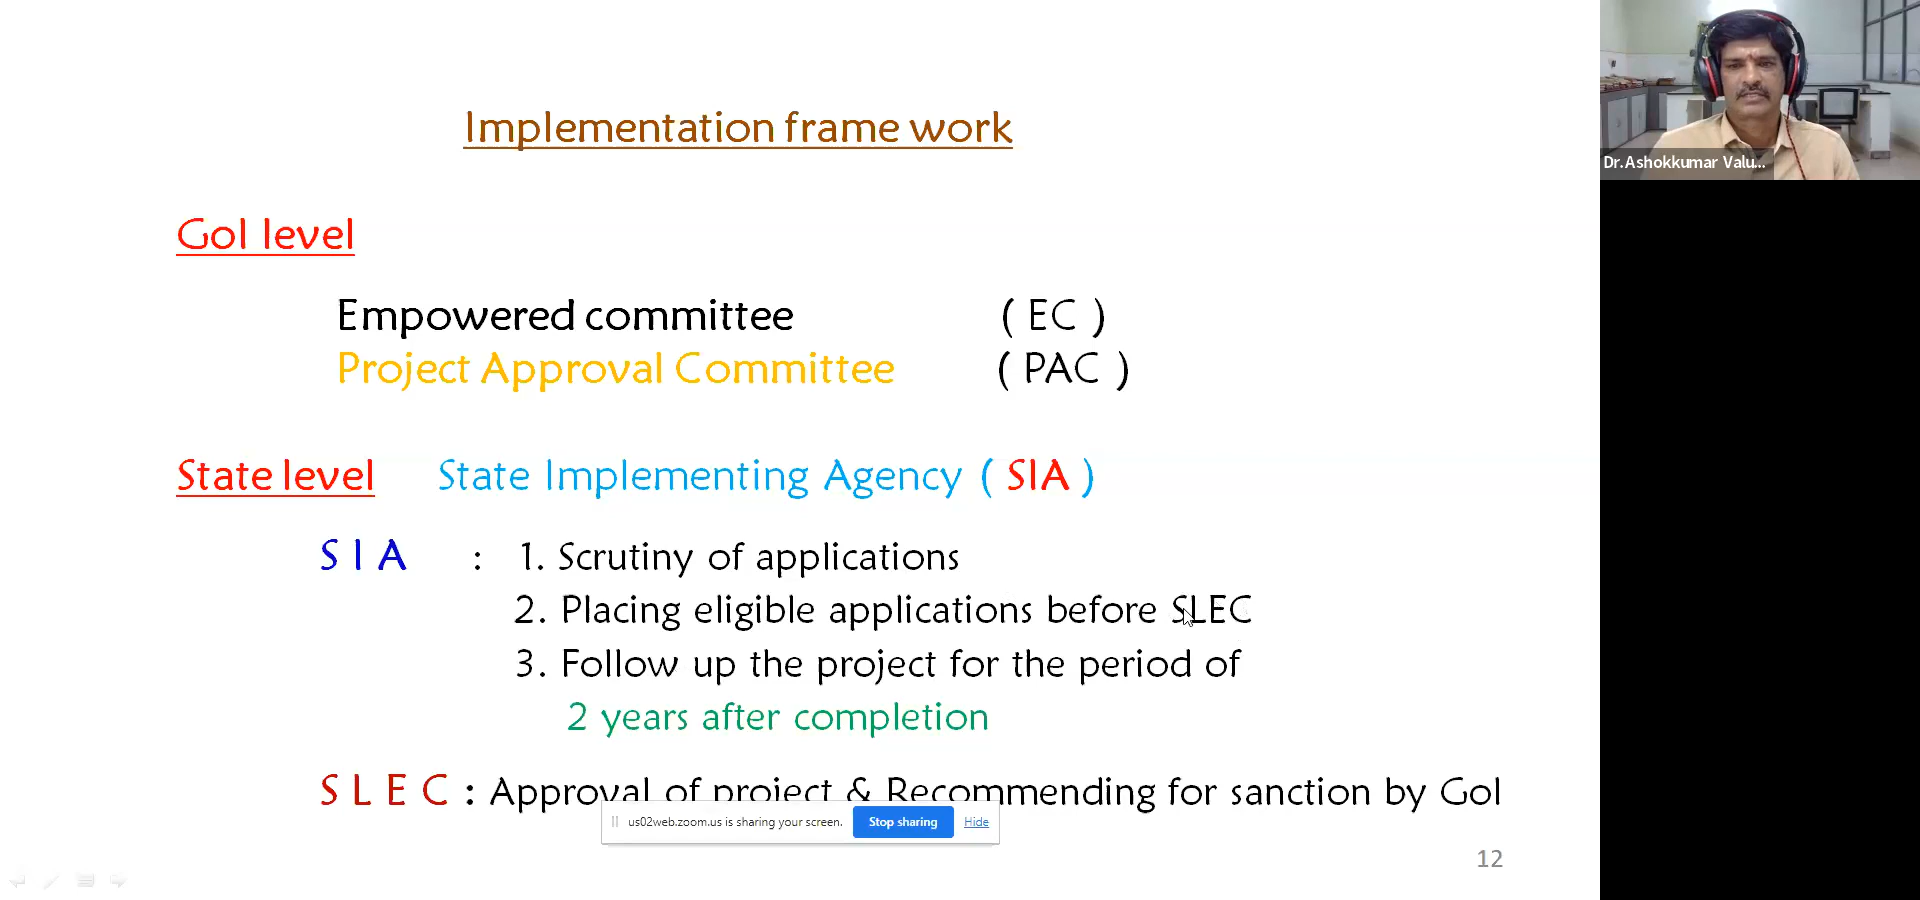 Implementation frame work
GoI level
Empowered committee ( EC )
Project Approval Committee ( PAC )
State level State Implementing Agency ( SIA )
S I A : 1. Scrutiny of applications
2. Placing eligible applications before SLEC
3. Follow up the project for the period of
2 years after completion
S L E C : Approval of project & Recommending for sanction by GoI
us02web.zoom.us is sharing your screen. Stop sharing Hide
12
Dr.Ashokkumar Valu...